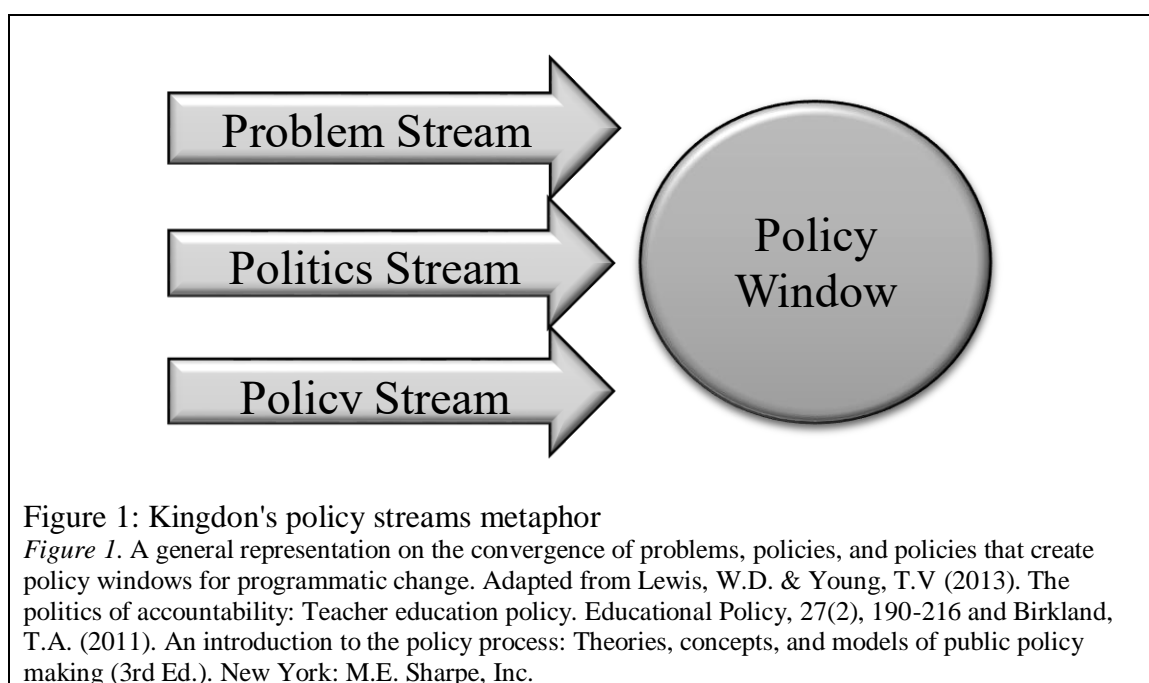 Problem Stream
Politics Stream
Policy Stream
Policy
Window
Figure 1: Kingdon's policy streams metaphor
Figure 1. A general representation on the convergence of problems, policies, and policies that create
policy windows for programmatic change. Adapted from Lewis, W.D. & Young, T.V (2013). The
politics of accountability: Teacher education policy. Educational Policy, 27(2), 190-216 and Birkland,
T.A. (2011). An introduction to the policy process: Theories, concepts, and models of public policy
making (3rd Ed.). New York: M.E. Sharpe, Inc.